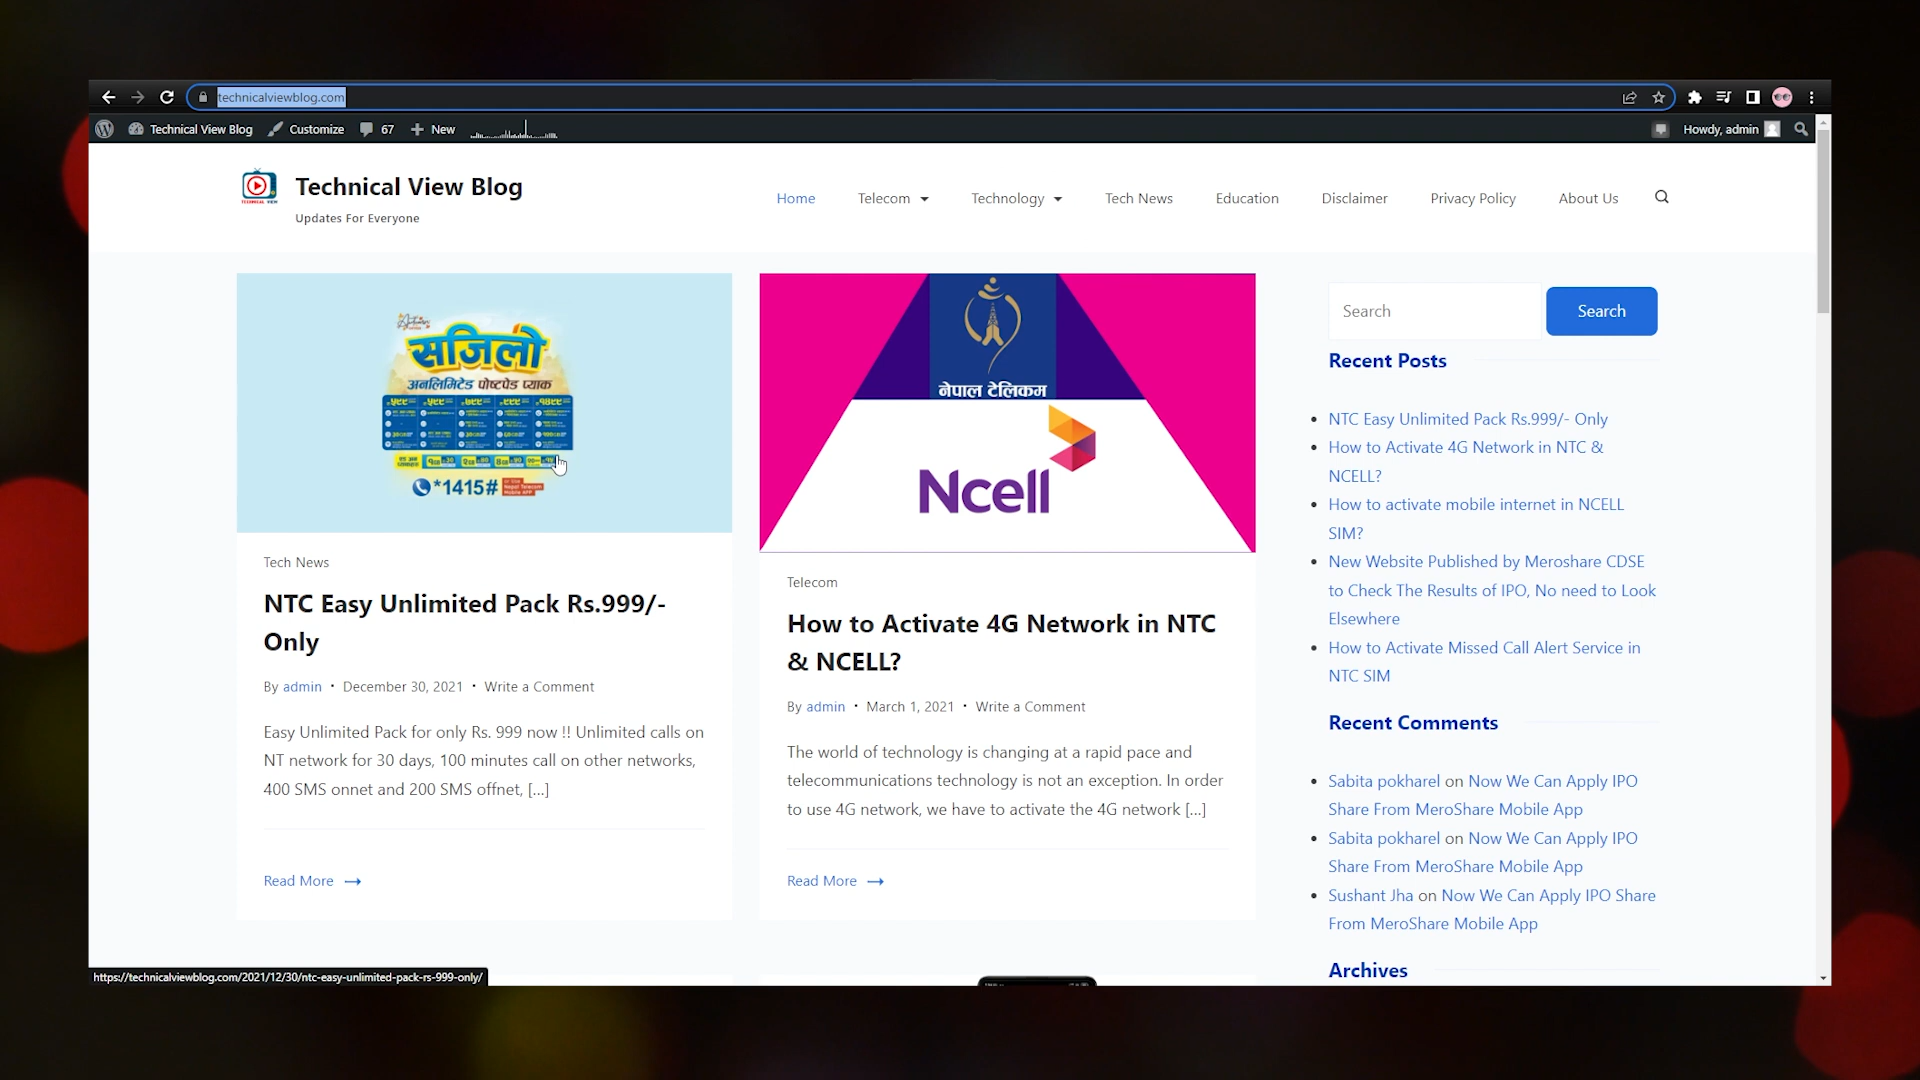 technicalviewblog.com
Technical View Blog Customize 67 New Howdy, admin
Technical View Blog
Updates For Everyone
Home Telecom Technology Tech News Education Disclaimer Privacy Policy About Us
सजिलो
अनलिमिटेड पोष्टपेड प्याक
*1415#
Tech News
NTC Easy Unlimited Pack Rs.999/-
Only
By admin • December 30, 2021 • Write a Comment
Easy Unlimited Pack for only Rs. 999 now !! Unlimited calls on
NT network for 30 days, 100 minutes call on other networks,
400 SMS onnet and 200 SMS offnet, [...]
Read More →
नेपाल टेलिकम
Ncell
Telecom
How to Activate 4G Network in NTC
& NCELL?
By admin • March 1, 2021 • Write a Comment
The world of technology is changing at a rapid pace and
telecommunications technology is not an exception. In order
to use 4G network, we have to activate the 4G network [...]
Read More →
Search Search
Recent Posts
NTC Easy Unlimited Pack Rs.999/- Only
How to Activate 4G Network in NTC &
NCELL?
How to activate mobile internet in NCELL
SIM?
New Website Published by Meroshare CDSE
to Check The Results of IPO, No need to Look
Elsewhere
How to Activate Missed Call Alert Service in
NTC SIM
Recent Comments
Sabita pokharel on Now We Can Apply IPO
Share From MeroShare Mobile App
Sabita pokharel on Now We Can Apply IPO
Share From MeroShare Mobile App
Sushant Jha on Now We Can Apply IPO Share
From MeroShare Mobile App
Archives
https://technicalviewblog.com/2021/12/30/ntc-easy-unlimited-pack-rs-999-only/